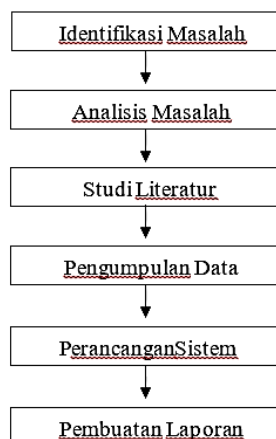 Identifikasi Masalah
Analisis Masalah
Studi Literatur
Pengumpulan Data
PerancanganSistem
Pembuatan Laporan